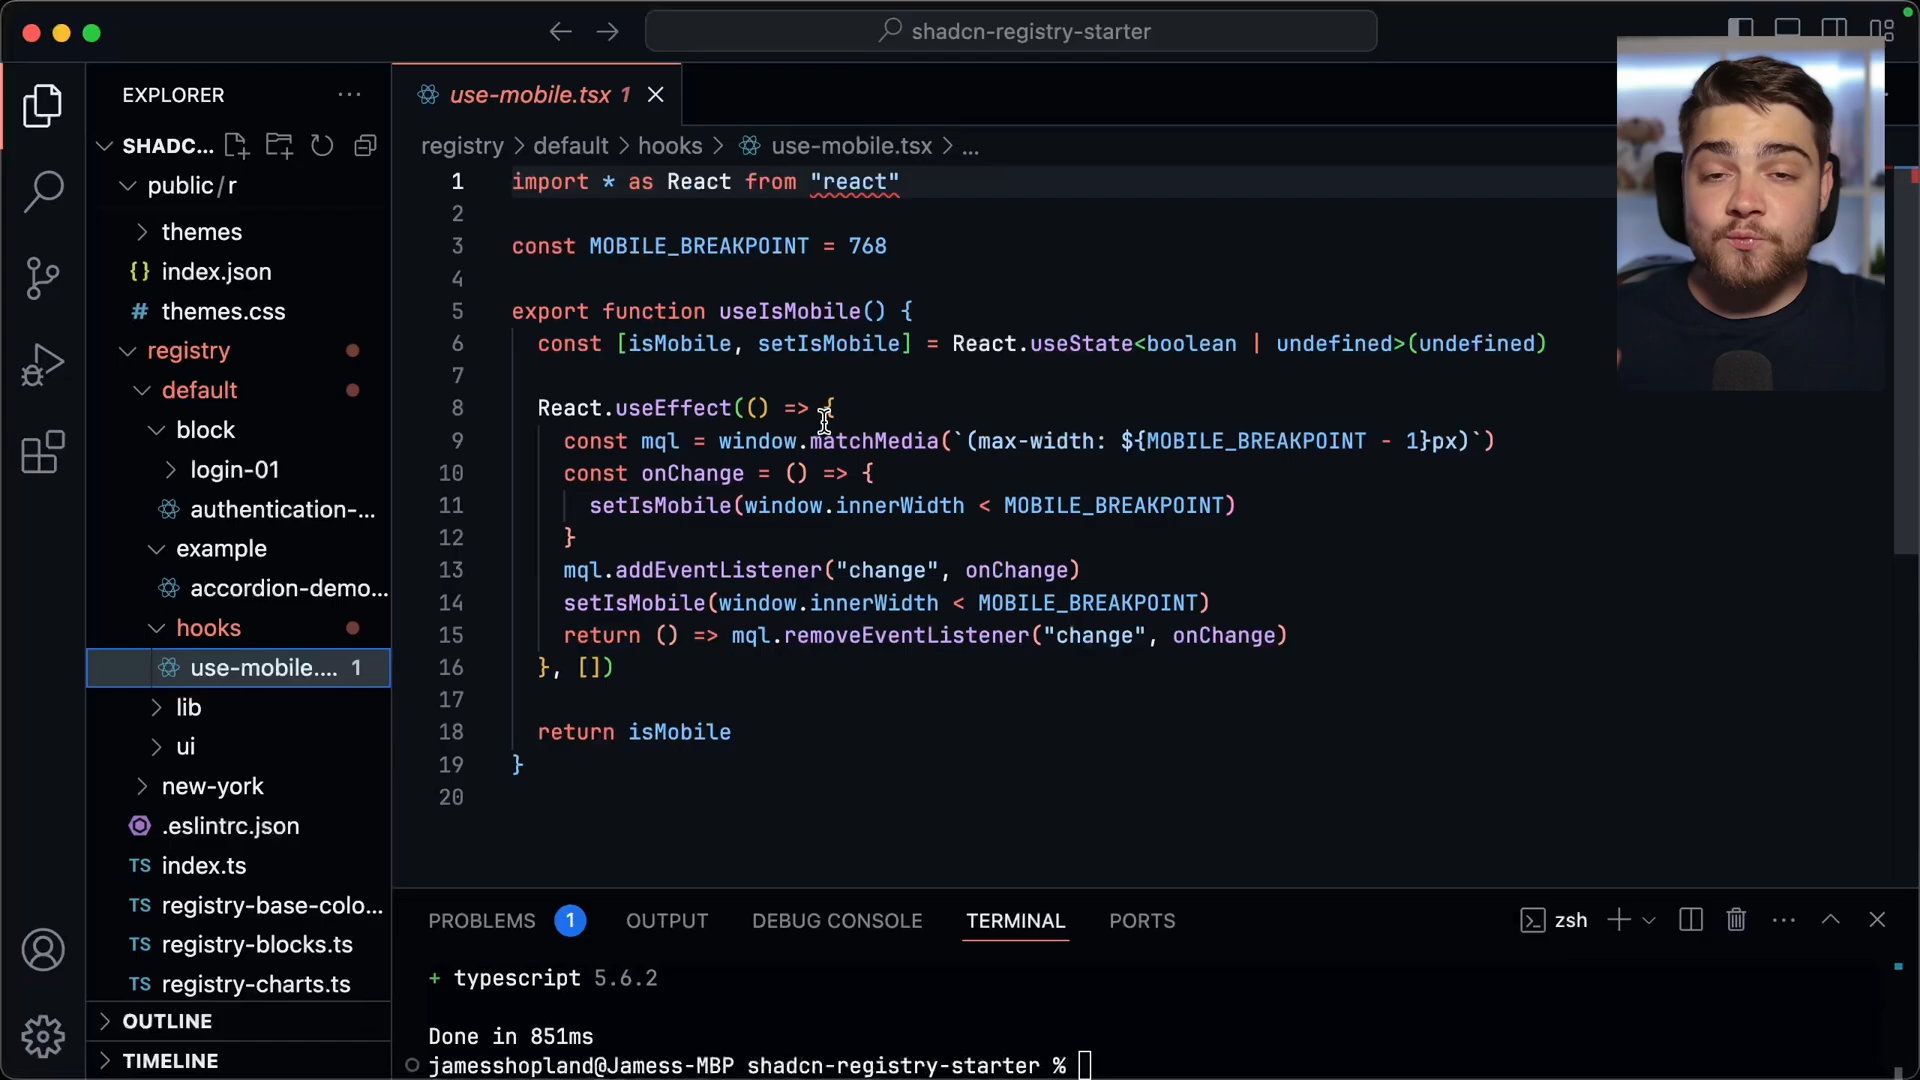 shadcn-registry-starter
EXPLORER
SHADC...
public/r
themes
{} index.json
# themes.css
registry
default
block
login-01
authentication-...
example
accordion-demo...
hooks
use-mobile.... 1
lib
ui
new-york
.eslintrc.json
TS index.ts
TS registry-base-colo...
TS registry-blocks.ts
TS registry-charts.ts
OUTLINE
TIMELINE
use-mobile.tsx 1
registry > default > hooks > use-mobile.tsx > ...
1 import * as React from "react"
2
3 const MOBILE_BREAKPOINT = 768
4
5 export function useIsMobile() {
6 const [isMobile, setIsMobile] = React.useState<boolean | undefined>(undefined)
7
8 React.useEffect(() => {
9 const mql = window.matchMedia(`(max-width: ${MOBILE_BREAKPOINT - 1}px)`)
10 const onChange = () => {
11 setIsMobile(window.innerWidth < MOBILE_BREAKPOINT)
12 }
13 mql.addEventListener("change", onChange)
14 setIsMobile(window.innerWidth < MOBILE_BREAKPOINT)
15 return () => mql.removeEventListener("change", onChange)
16 }, [])
17
18 return isMobile
19 }
20
PROBLEMS 1 OUTPUT DEBUG CONSOLE TERMINAL PORTS zsh
+ typescript 5.6.2
Done in 851ms
jamesshopland@Jamess-MBP shadcn-registry-starter %